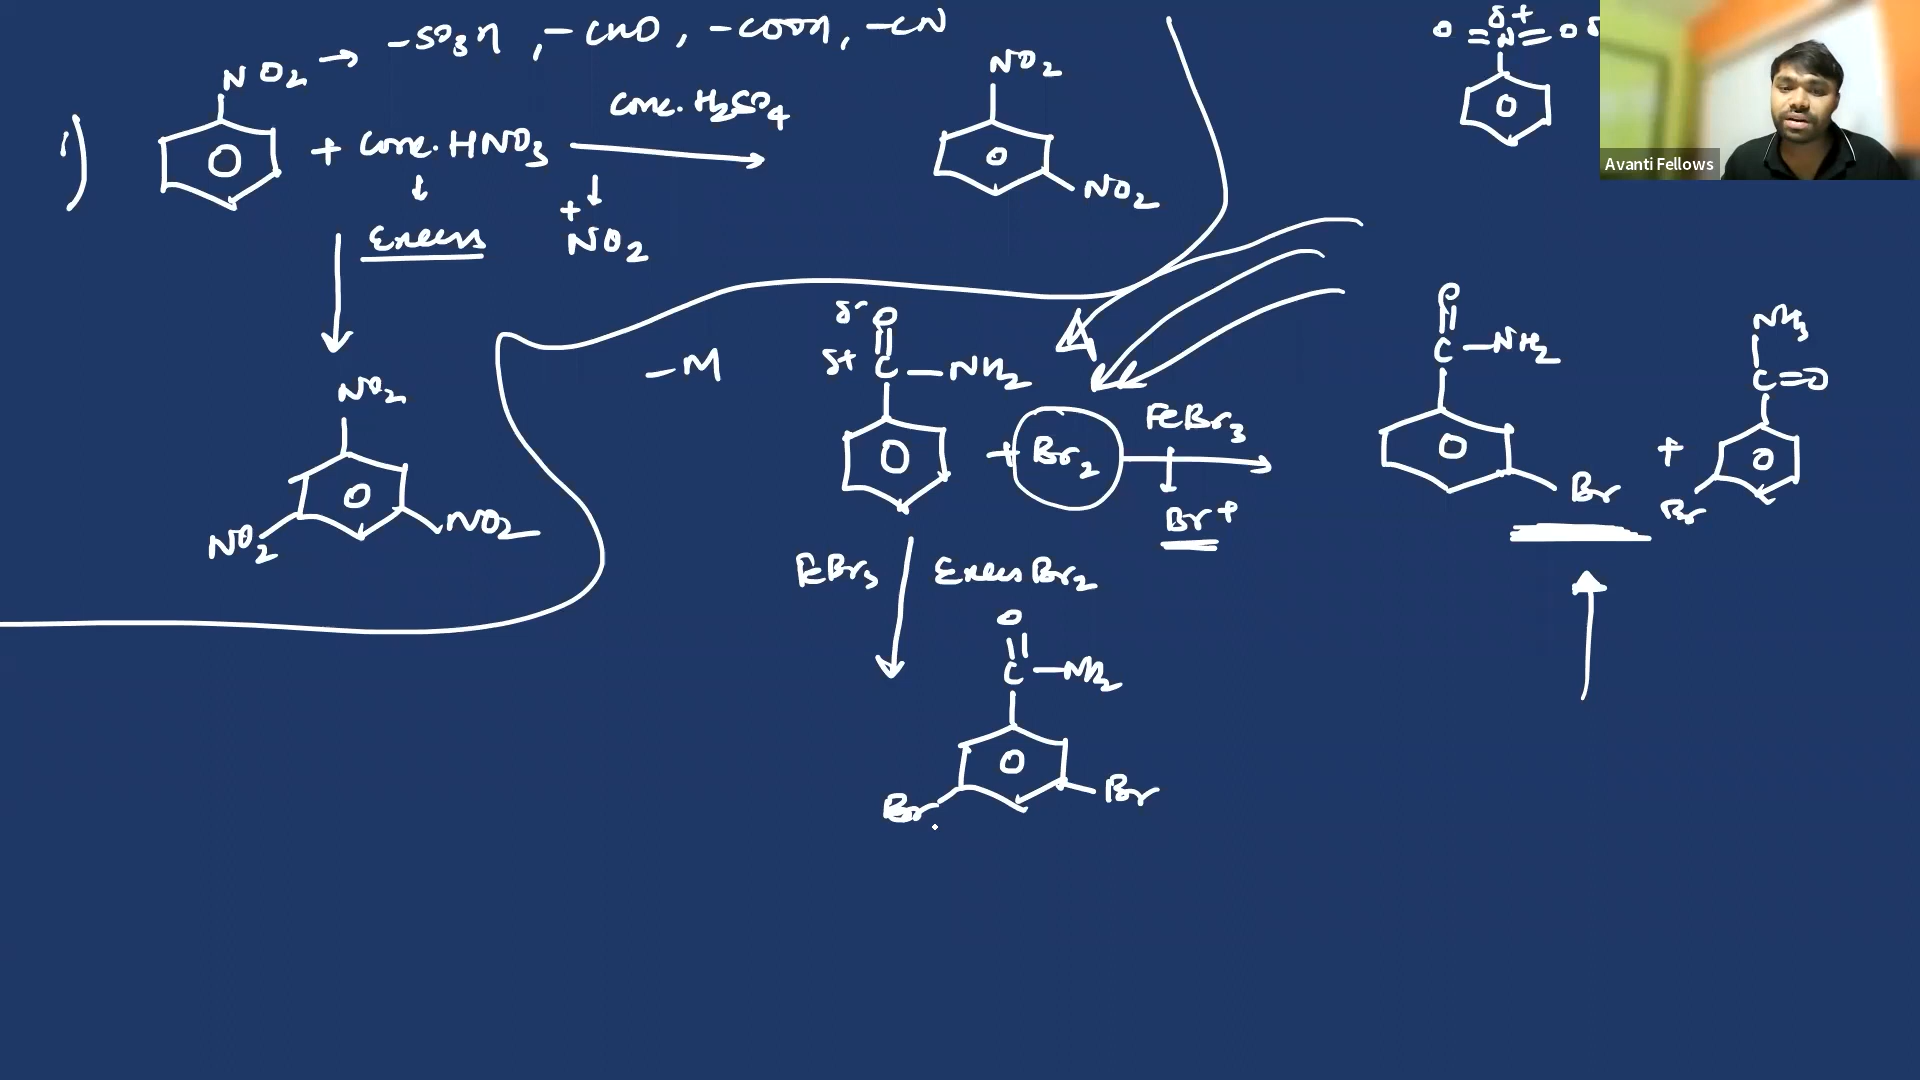 -SO3H, -CHO, -COOH, -CN
1)
NO2 →
+ conc. HNO3
conc. H2SO4
NO2
NO2
Excess
+
NO2
NO2
NO2
NO2
δ+
O =N= O δ
Avanti Fellows
-M
δ-
O
δ+
C-NH2
+ Br2
FeBr3
Br+
O
C-NH2
Br
+
NH2
C=O
Br
FeBr3
Excess Br2
O
C-NH2
Br
Br